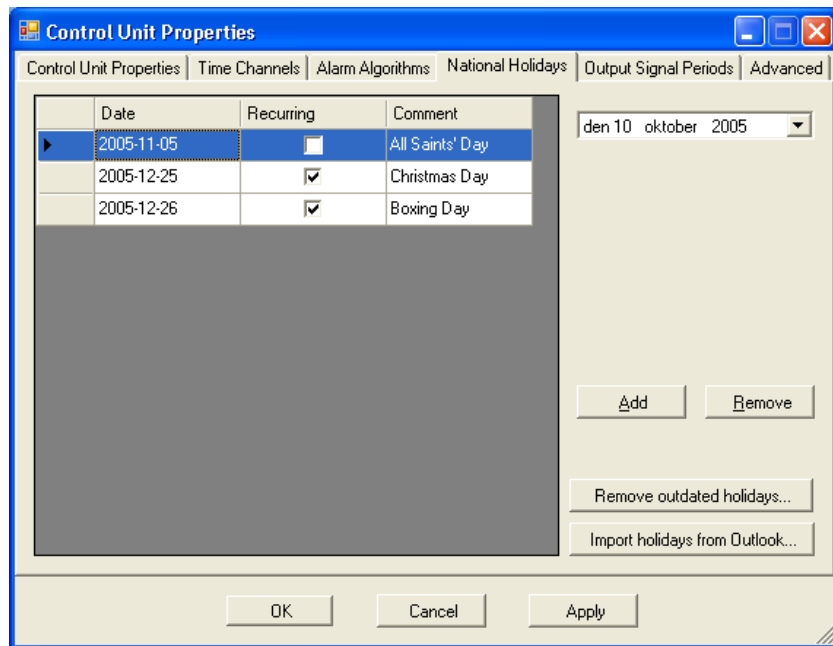 Control Unit Properties
Control Unit Properties Time Channels Alarm Algorithms National Holidays Output Signal Periods Advanced
Date Recurring Comment
2005-11-05 All Saints' Day
2005-12-25 Christmas Day
2005-12-26 Boxing Day
den 10 oktober 2005
Add Remove
Remove outdated holidays...
Import holidays from Outlook...
OK Cancel Apply